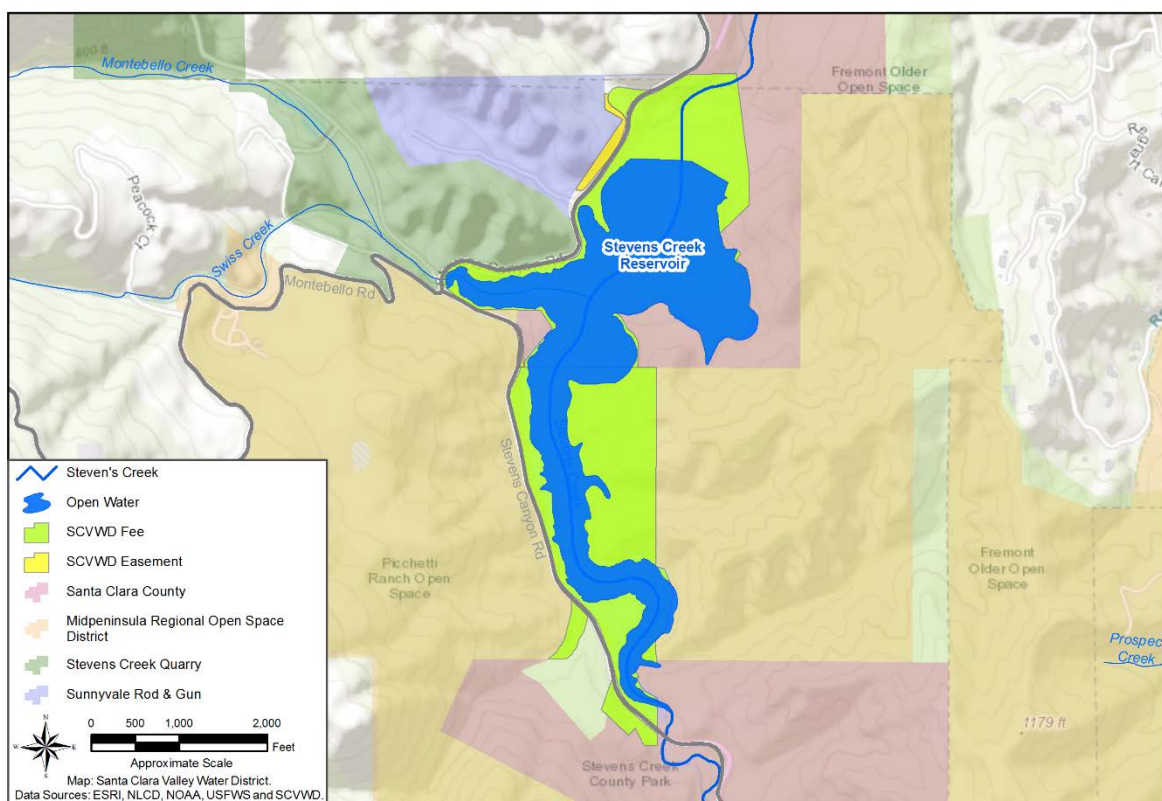 800 ft
Montebello Creek
Fremont Older
Open Space
Peacock Ct
Swiss Creek
Stevens Creek
Reservoir
Montebello Rd
Stevens Canyon Rd
Steven's Creek
Open Water
SCVWD Fee
SCVWD Easement
Santa Clara County
Midpeninsula Regional Open Space
District
Stevens Creek Quarry
Sunnyvale Rod & Gun
N
W
E
S
0 500 1,000 2,000
Feet
Approximate Scale
Map: Santa Clara Valley Water District.
Data Sources: ESRI, NLCD, NOAA, USFWS and SCVWD.
Picchetti
Ranch Open
Space
Fremont
Older Open
Space
Prospec
Creek
1179 ft
Stevens Creek
County Park